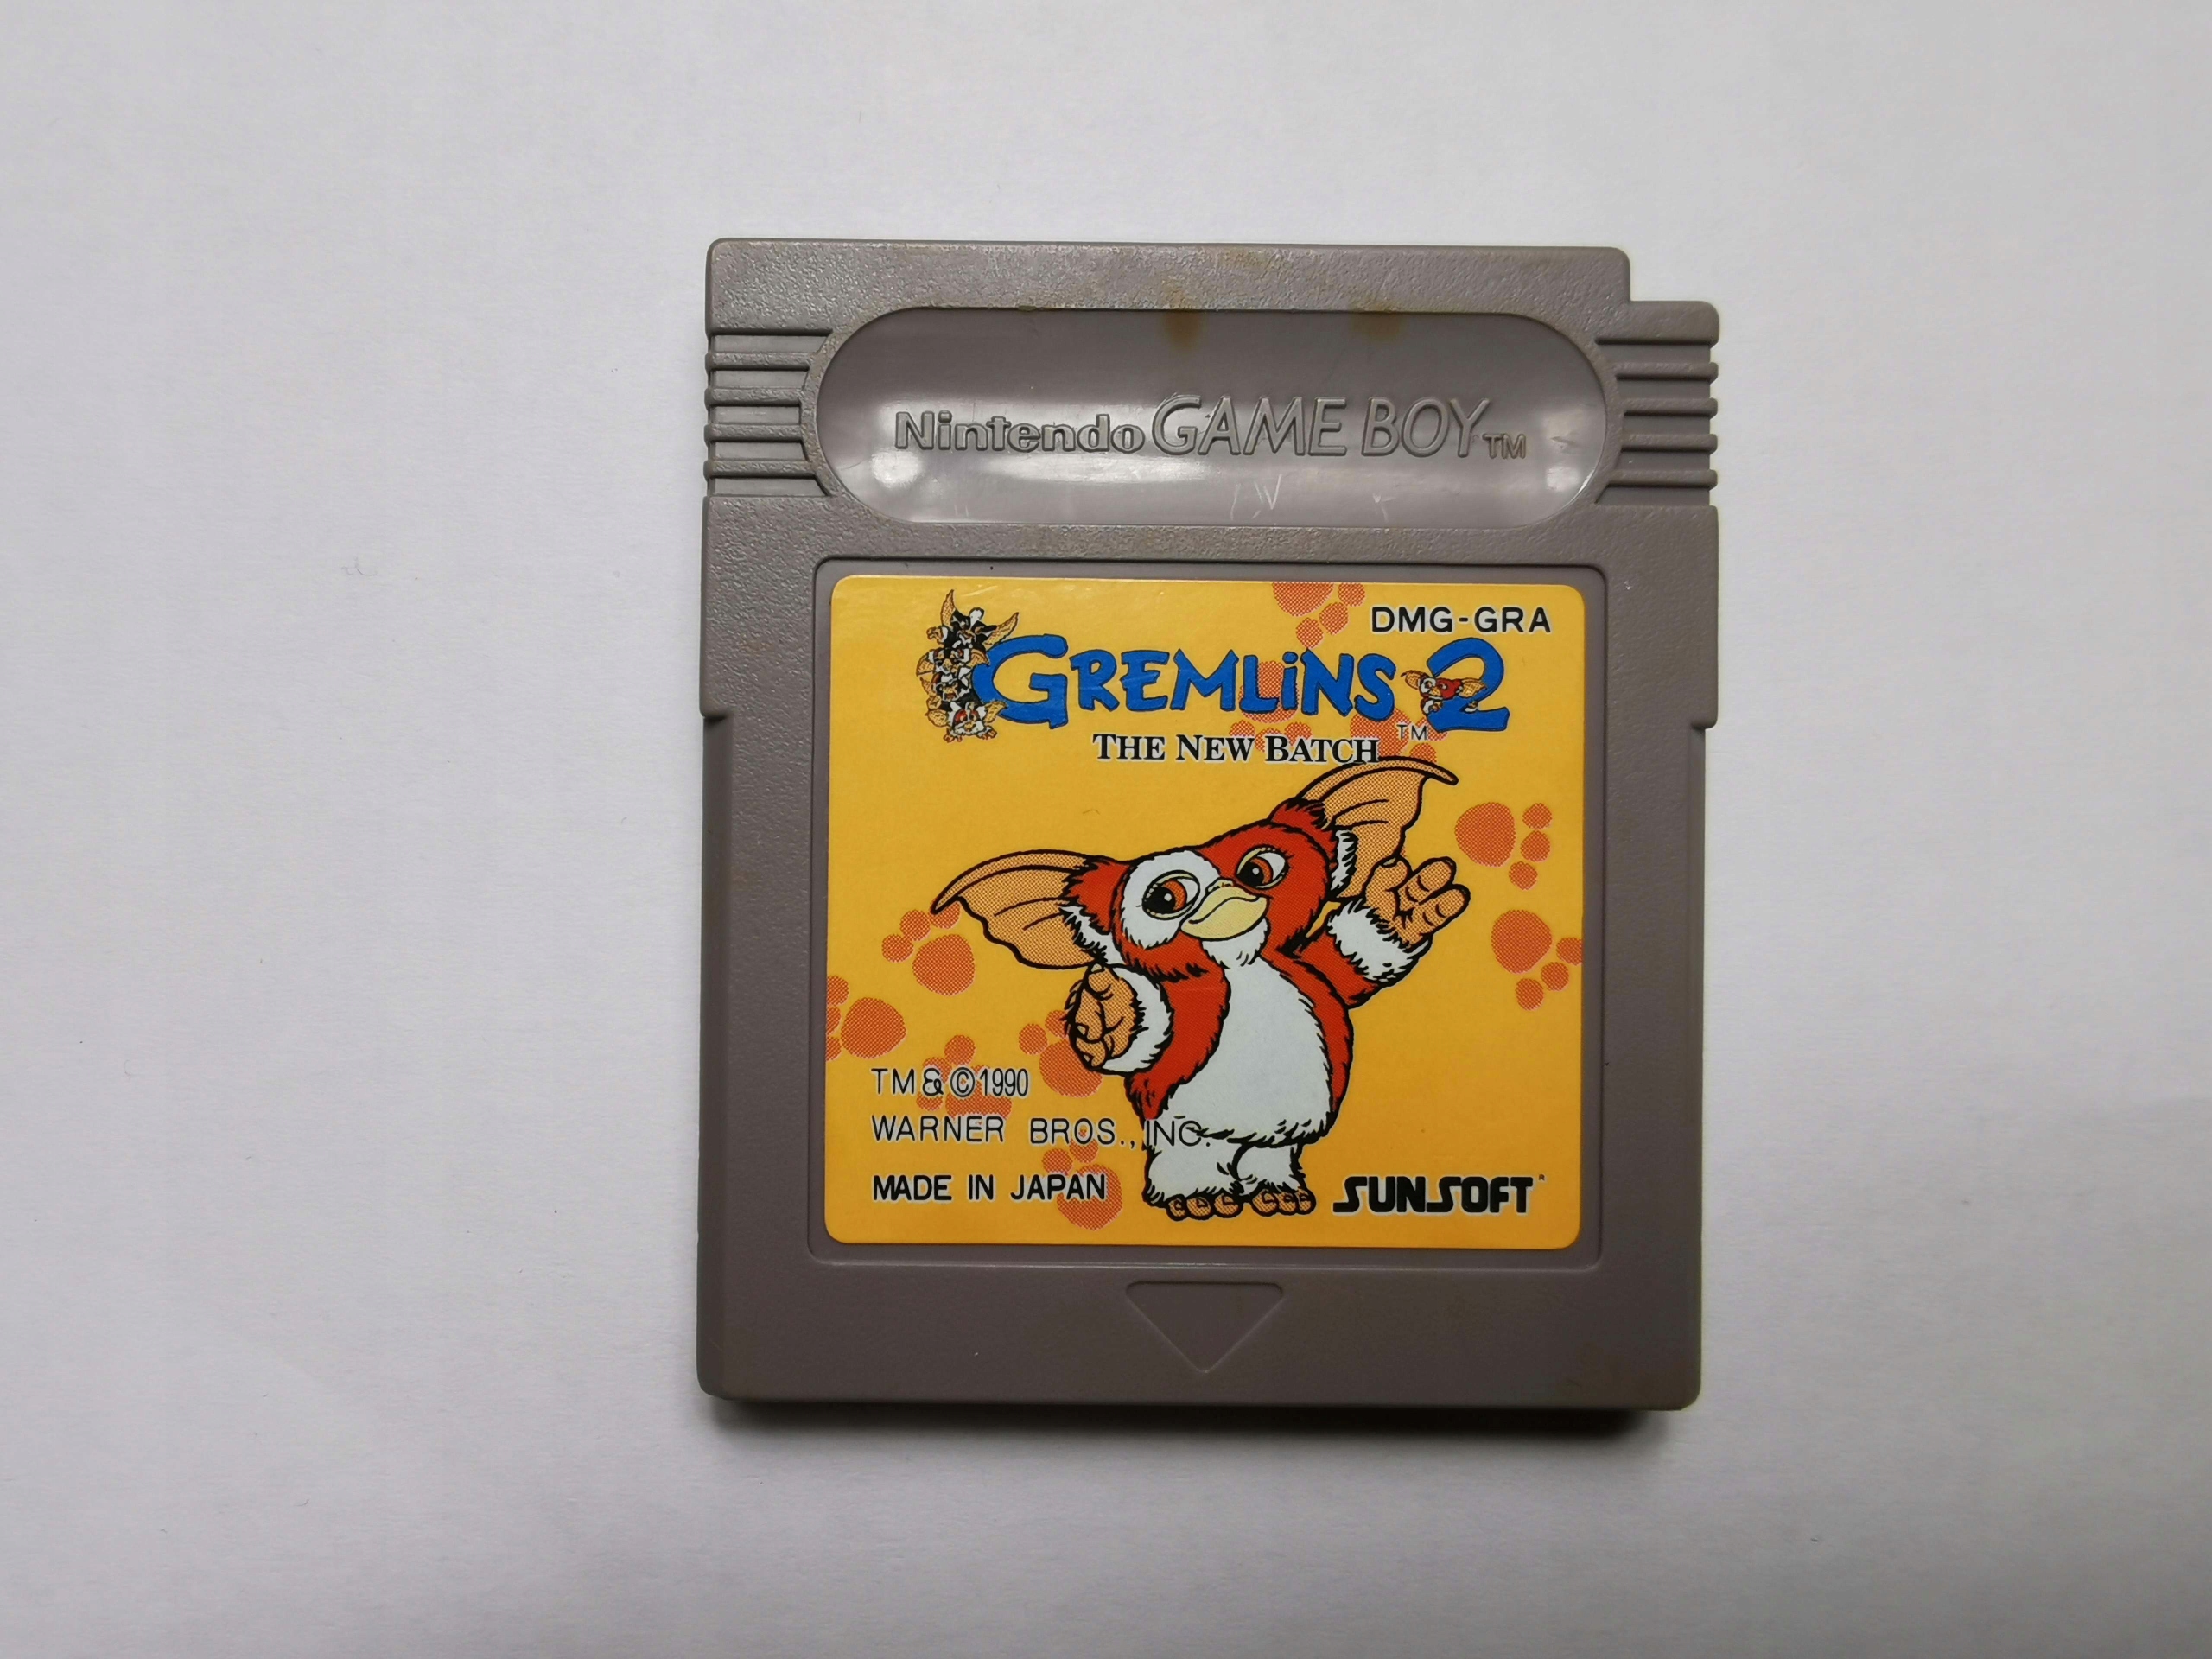 Nintendo GAME BOY TM
DMG-GRA
GREMLiNS 2
TM
THE NEW BATCH
TM & © 1990
WARNER BROS., INC.
MADE IN JAPAN
SUNSOFT®